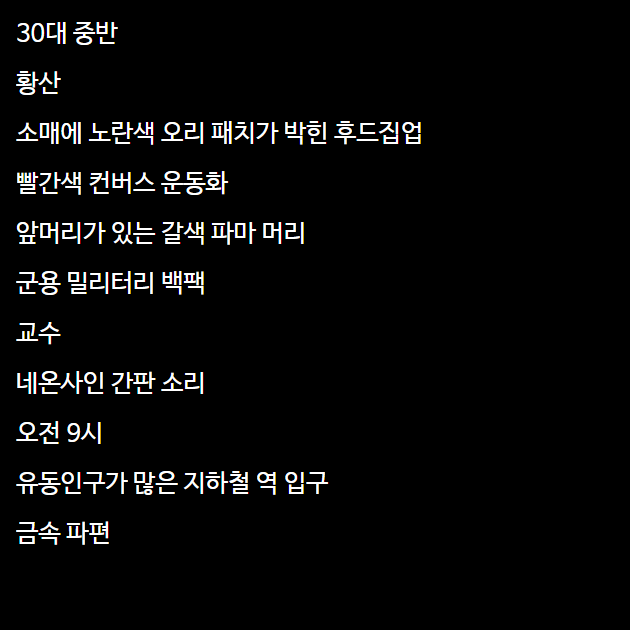 30대 중반
황산
소매에 노란색 오리 패치가 박힌 후드집업
빨간색 컨버스 운동화
앞머리가 있는 갈색 파마 머리
군용 밀리터리 백팩
교수
네온사인 간판 소리
오전 9시
유동인구가 많은 지하철 역 입구
금속 파편